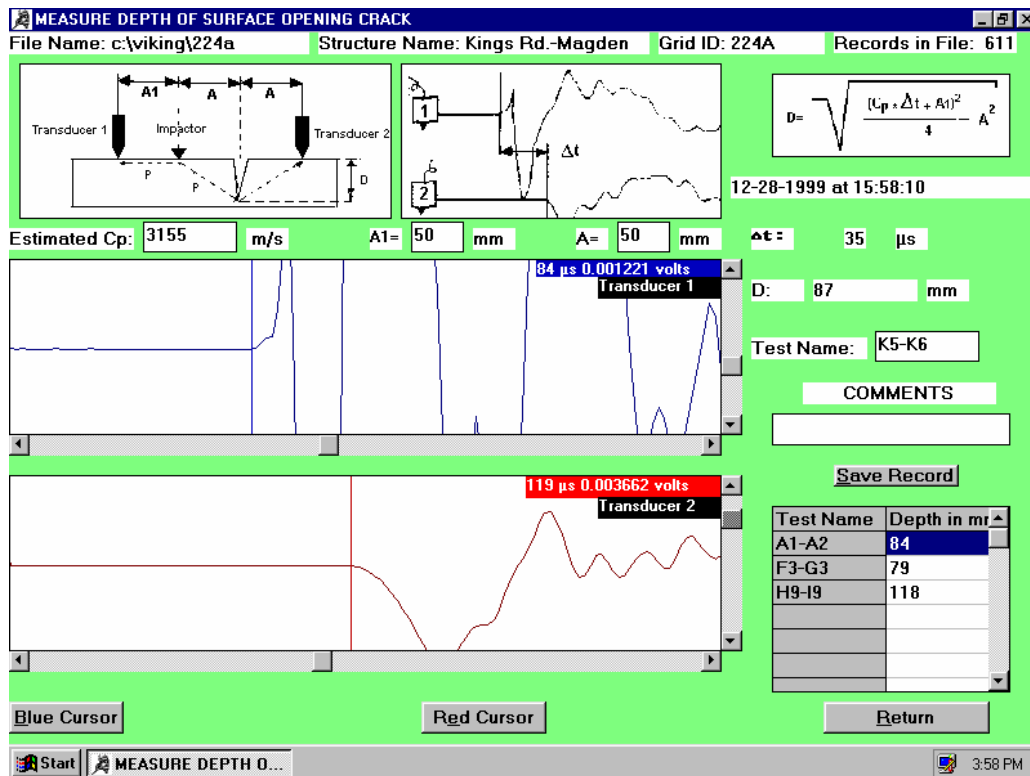 MEASURE DEPTH OF SURFACE OPENING CRACK
File Name: c:\viking\224a Structure Name: Kings Rd.-Magden Grid ID: 224A Records in File: 611
A1 A A
Transducer 1 Impactor Transducer 2
P P D
1
Δt
2
D= √ (Cp * Δt + A1)² / 4 - A²
12-28-1999 at 15:58:10
Estimated Cp: 3155 m/s A1= 50 mm A= 50 mm Δt: 35 μs
84 μs 0.001221 volts
Transducer 1
D: 87 mm
Test Name: K5-K6
COMMENTS
Save Record
119 μs 0.003662 volts
Transducer 2
Test Name Depth in mr
A1-A2 84
F3-G3 79
H9-I9 118
Blue Cursor Red Cursor Return
Start MEASURE DEPTH O... 3:58 PM